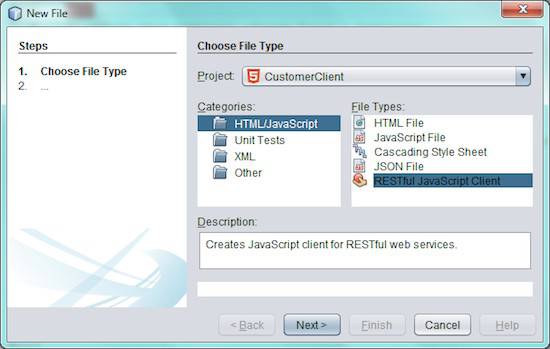 New File
Steps
1. Choose File Type
2. ...
Choose File Type
Project: CustomerClient
Categories:
HTML/JavaScript
Unit Tests
XML
Other
File Types:
HTML File
JavaScript File
Cascading Style Sheet
JSON File
RESTful JavaScript Client
Description:
Creates JavaScript client for RESTful web services.
< Back Next > Finish Cancel Help